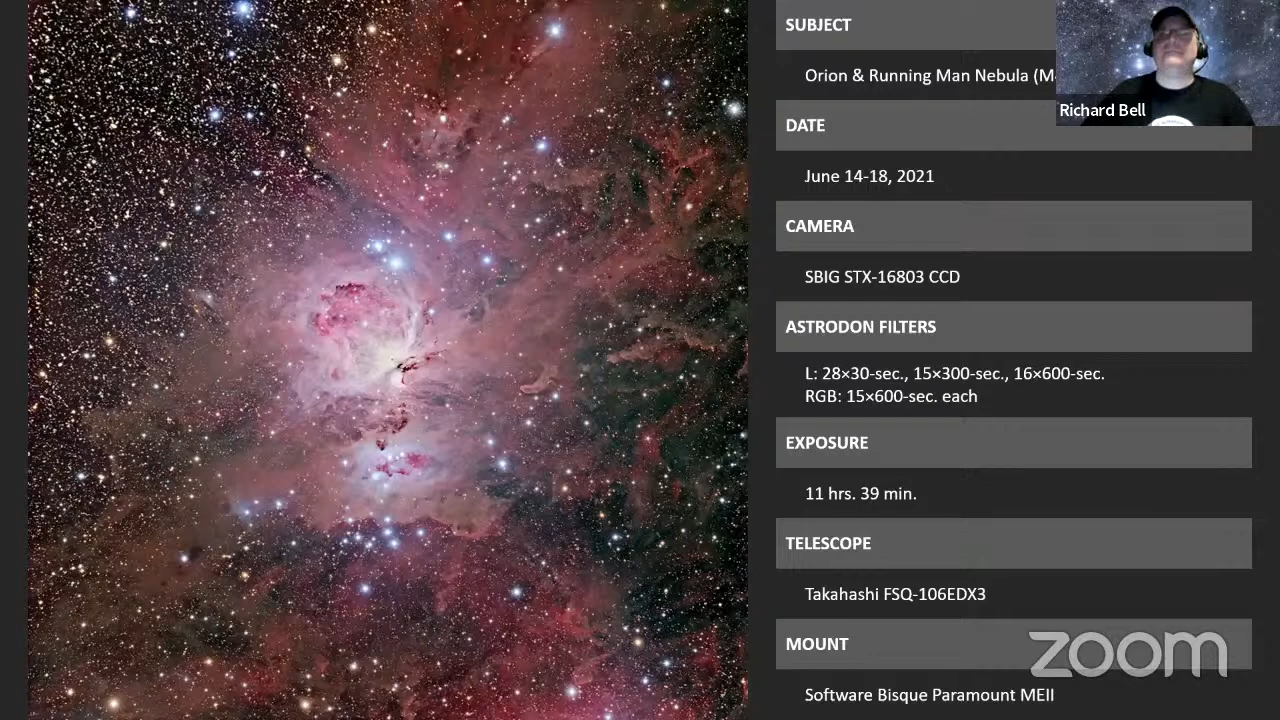 SUBJECT
Orion & Running Man Nebula
Richard Bell
DATE
June 14-18, 2021
CAMERA
SBIG STX-16803 CCD
ASTRODON FILTERS
L: 28×30-sec., 15×300-sec., 16×600-sec.
RGB: 15×600-sec. each
EXPOSURE
11 hrs. 39 min.
TELESCOPE
Takahashi FSQ-106EDX3
MOUNT
zoom
Software Bisque Paramount MEII